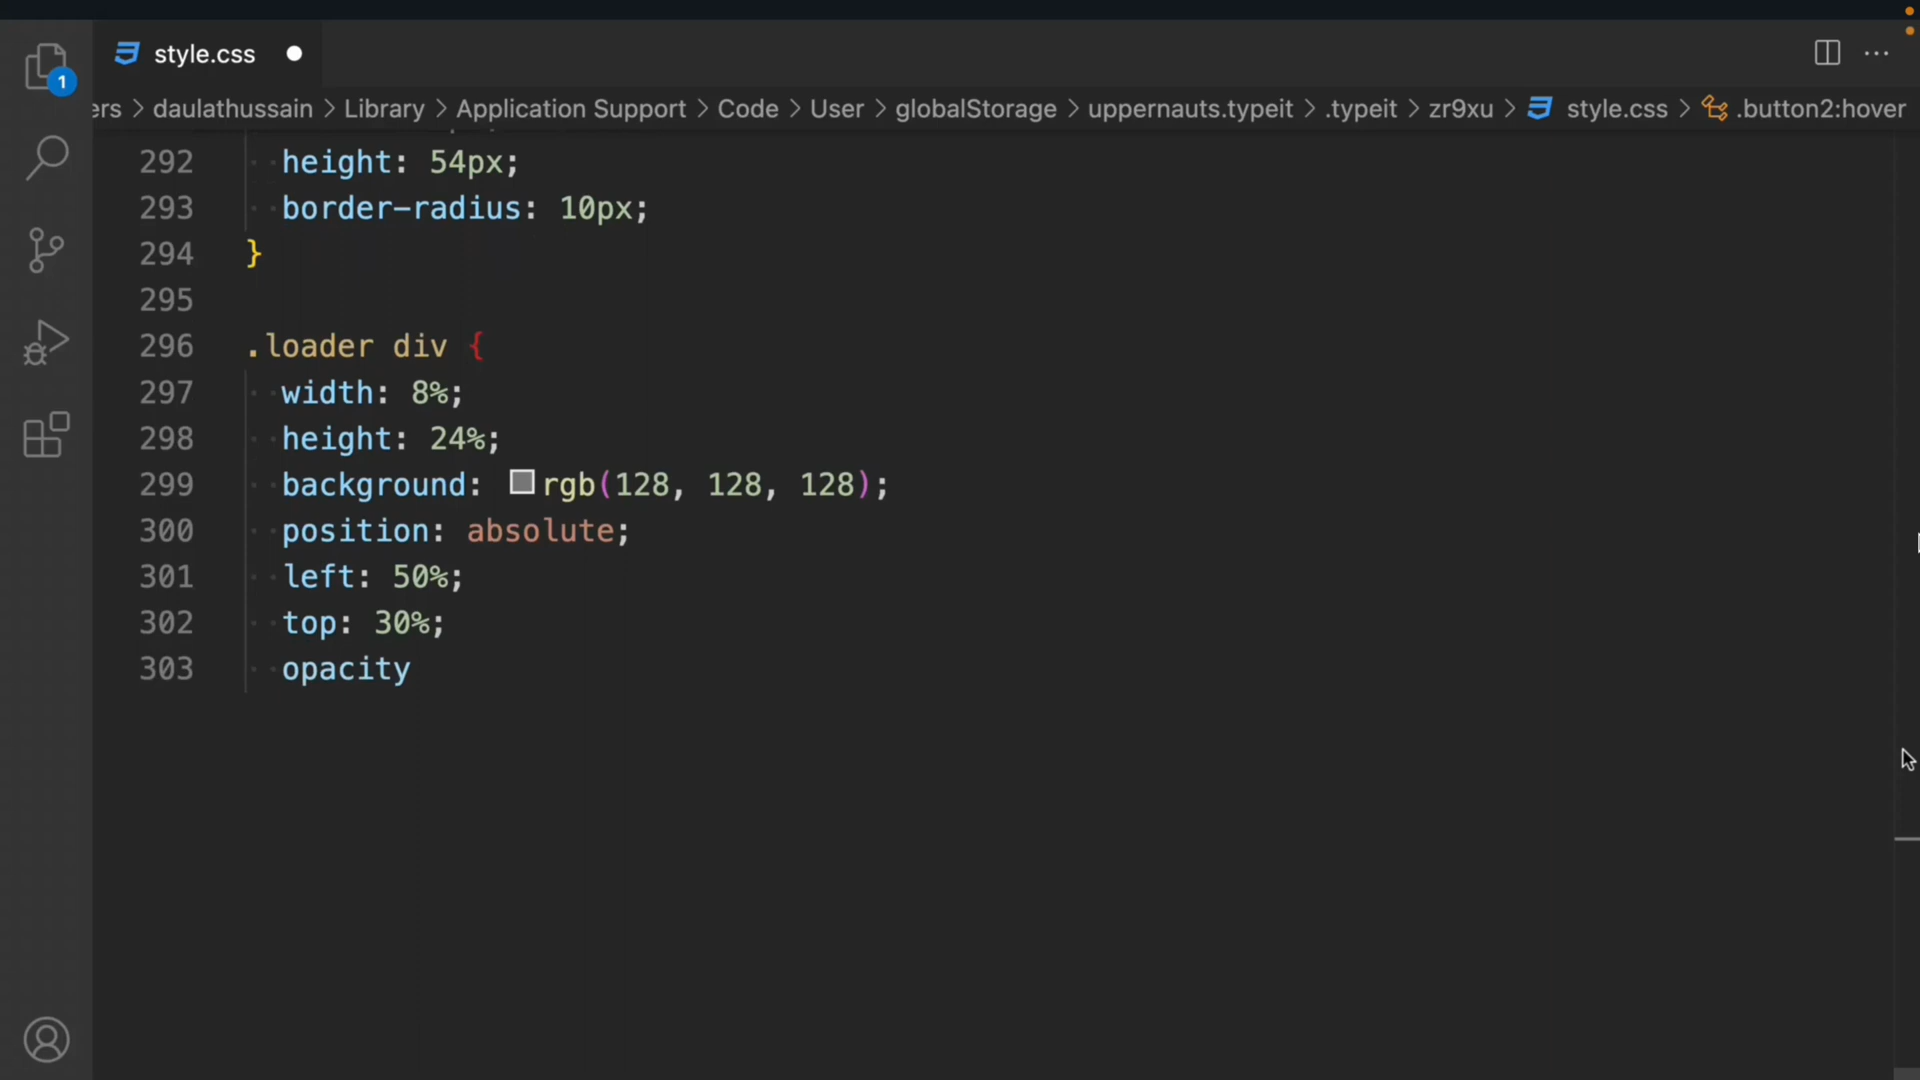 style.css
1
ers > daulathussain > Library > Application Support > Code > User > globalStorage > uppernauts.typeit > .typeit > zr9xu > style.css > .button2:hover
292 height: 54px;
293 border-radius: 10px;
294 }
295
296 .loader div {
297 width: 8%;
298 height: 24%;
299 background: rgb(128, 128, 128);
300 position: absolute;
301 left: 50%;
302 top: 30%;
303 opacity